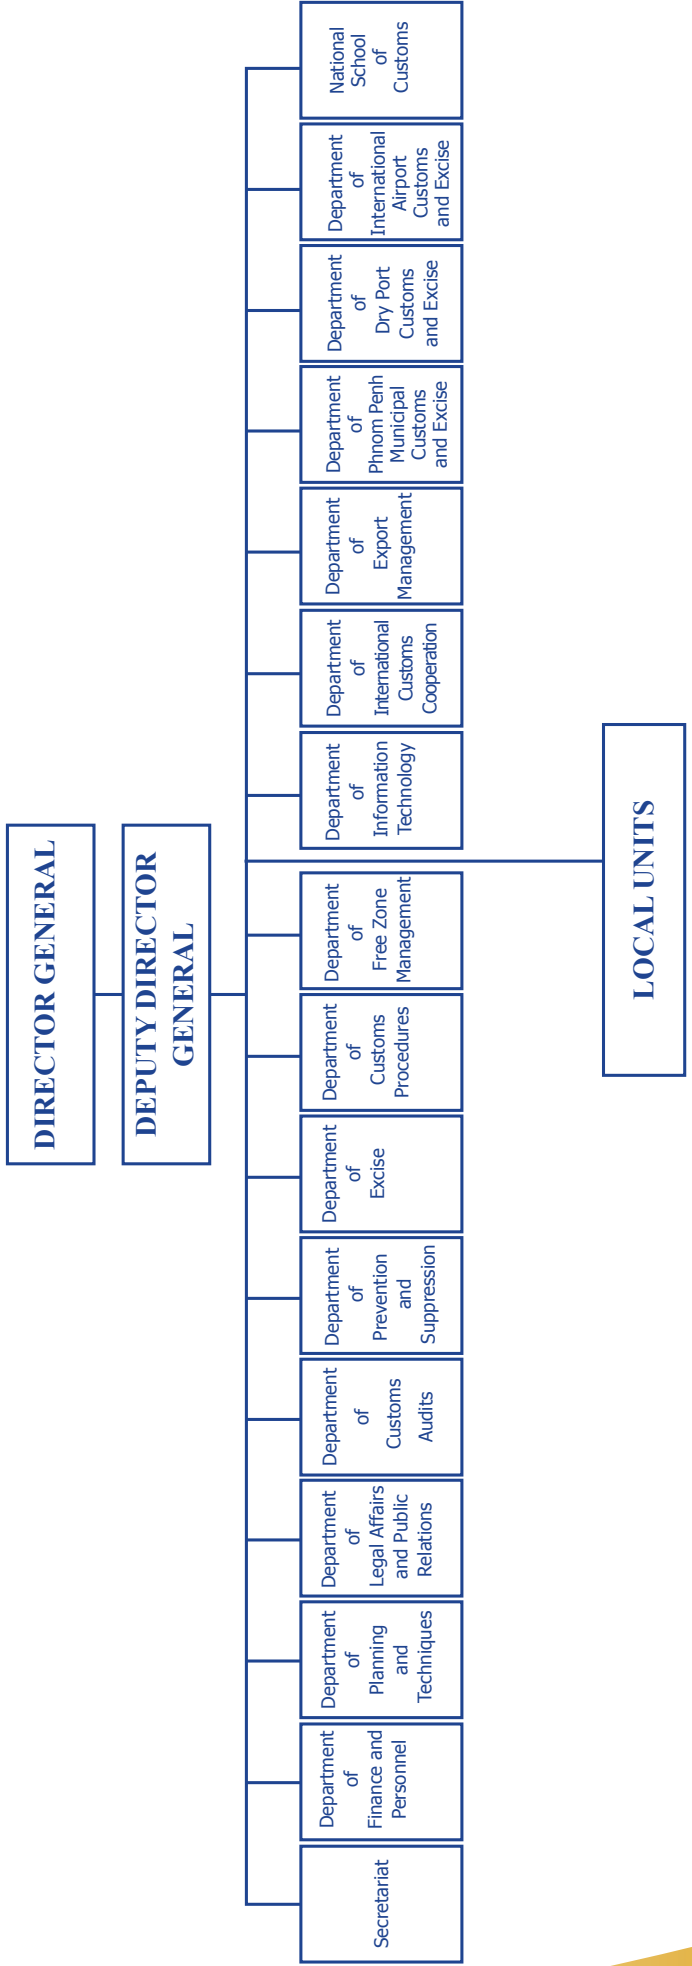 DIRECTOR GENERAL
DEPUTY DIRECTOR
GENERAL
Secretariat
Department
of
Finance and
Personnel
Department
of
Planning
and
Techniques
Department
of
Legal Affairs
and Public
Relations
Department
of
Customs
Audits
Department
of
Prevention
and
Suppression
Department
of
Excise
Department
of
Customs
Procedures
Department
of
Free Zone
Management
Department
of
Information
Technology
Department
of
International
Customs
Cooperation
Department
of
Export
Management
Department
of
Phnom Penh
Municipal
Customs
and Excise
Department
of
Dry Port
Customs
and Excise
Department
of
International
Airport
Customs
and Excise
National
School
of
Customs
LOCAL UNITS